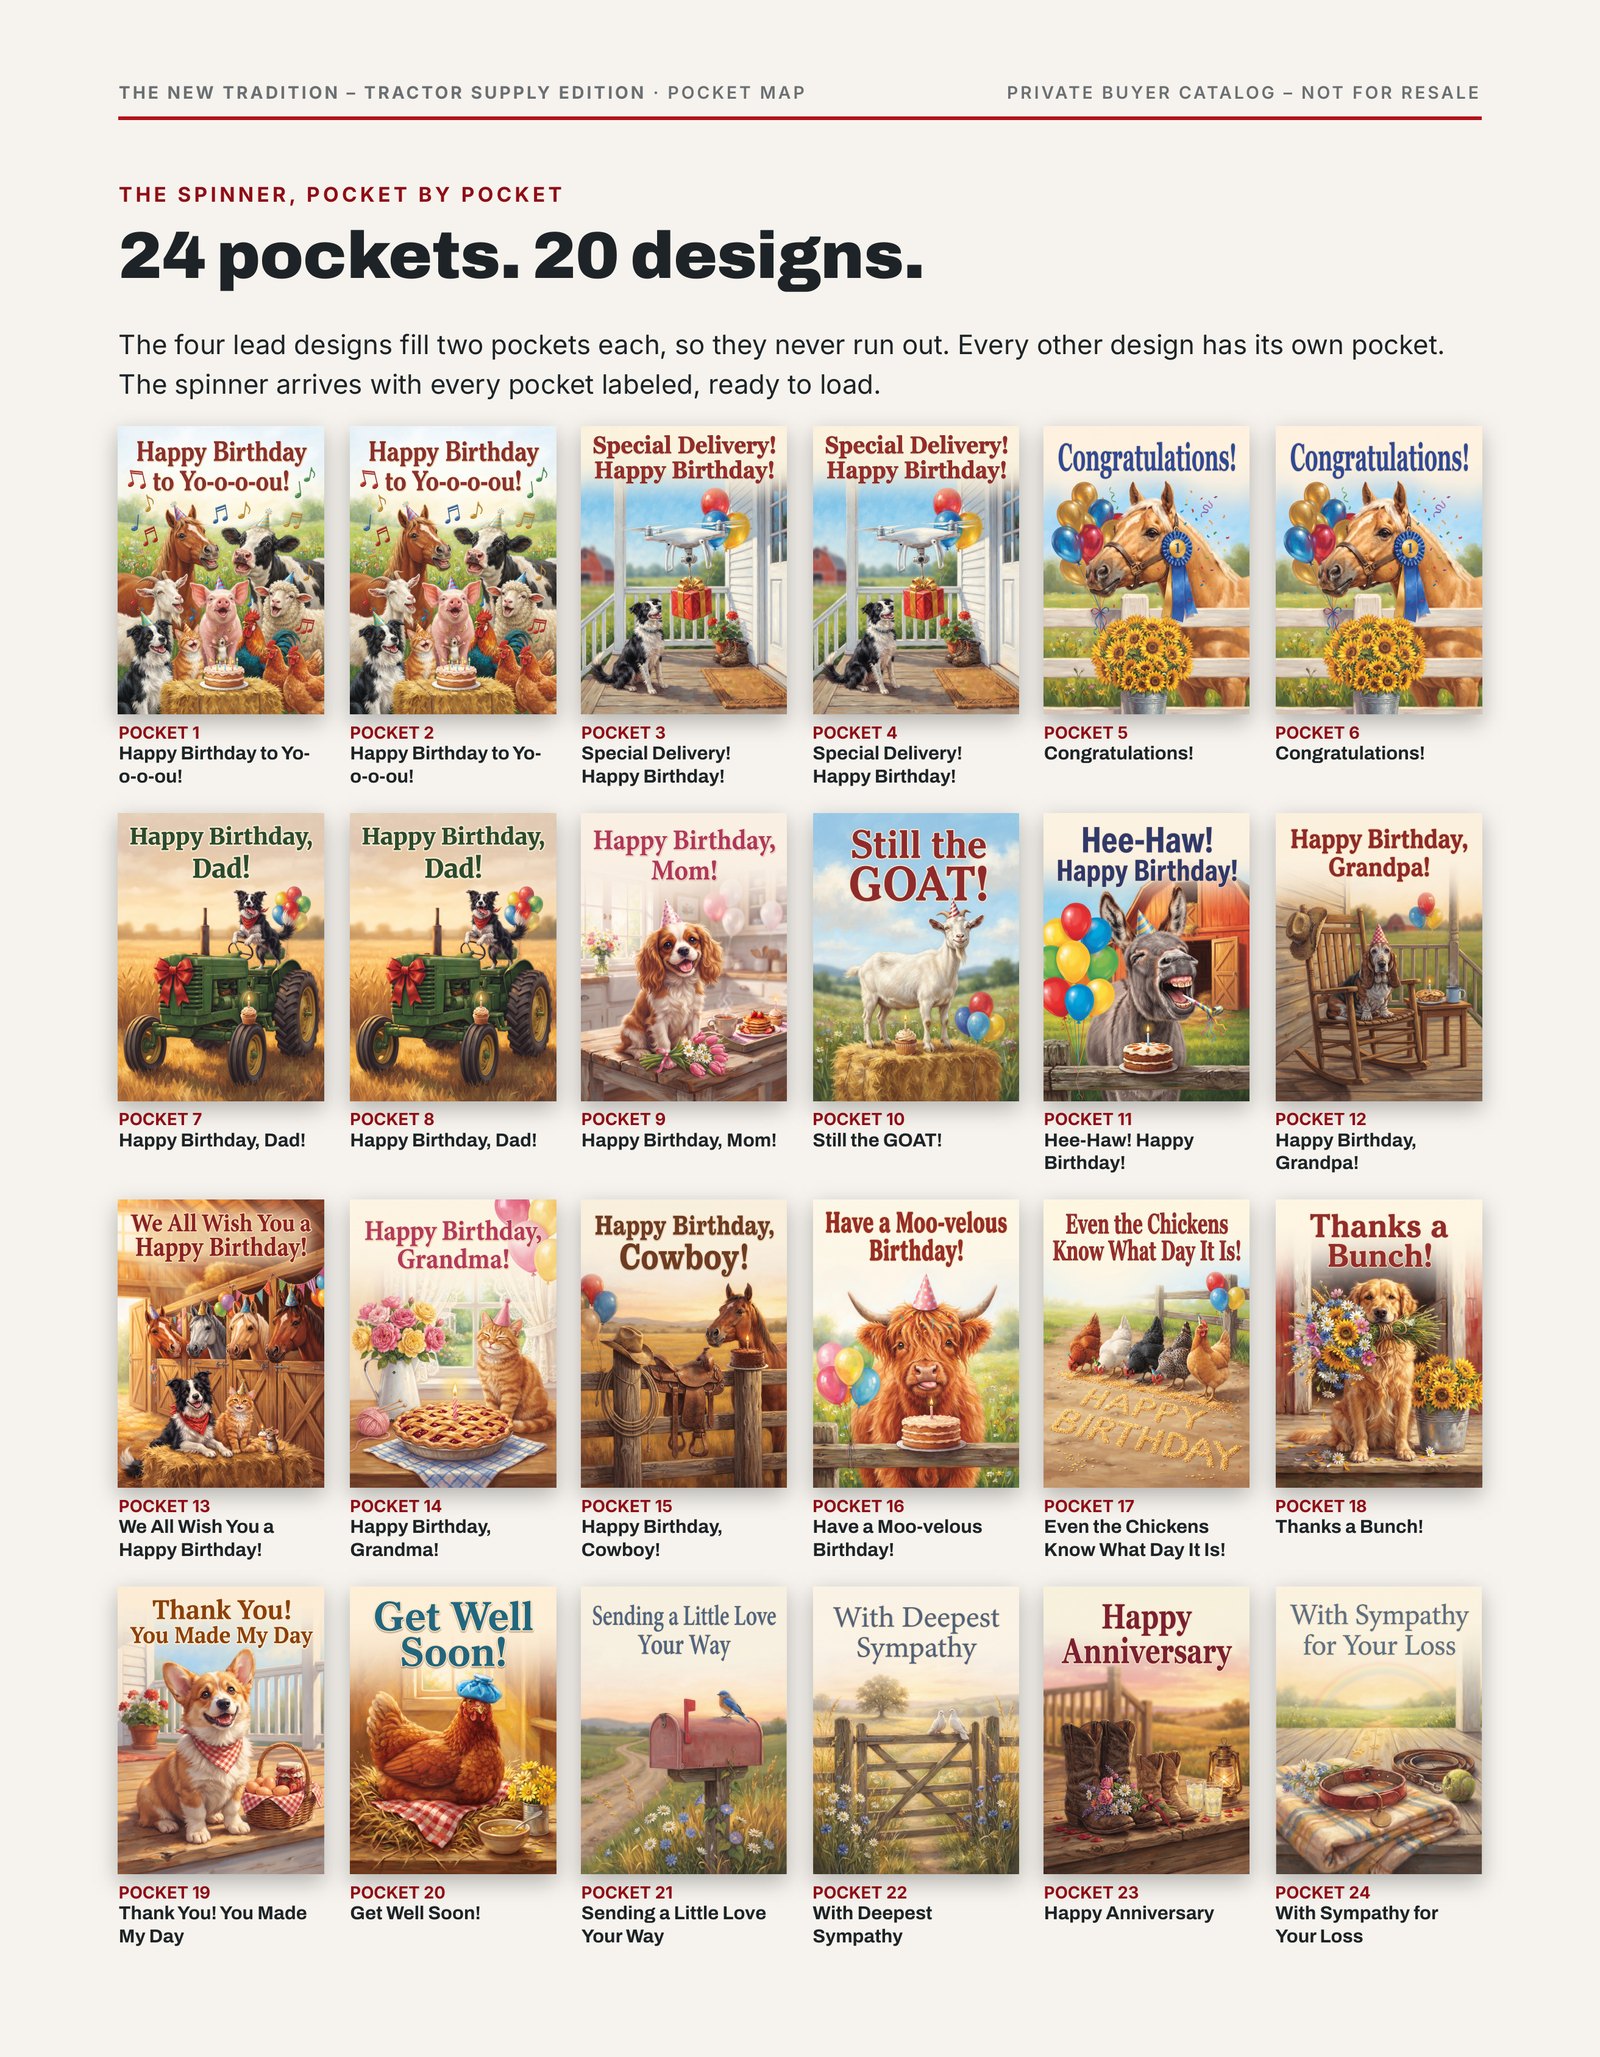 THE NEW TRADITION – TRACTOR SUPPLY EDITION · POCKET MAP
PRIVATE BUYER CATALOG – NOT FOR RESALE
THE SPINNER, POCKET BY POCKET
24 pockets. 20 designs.
The four lead designs fill two pockets each, so they never run out. Every other design has its own pocket.
The spinner arrives with every pocket labeled, ready to load.
Happy Birthday
to Yo-o-o-ou!
POCKET 1
Happy Birthday to Yo-
o-o-ou!
Happy Birthday
to Yo-o-o-ou!
POCKET 2
Happy Birthday to Yo-
o-o-ou!
Special Delivery!
Happy Birthday!
POCKET 3
Special Delivery!
Happy Birthday!
Special Delivery!
Happy Birthday!
POCKET 4
Special Delivery!
Happy Birthday!
Congratulations!
1
POCKET 5
Congratulations!
Congratulations!
1
POCKET 6
Congratulations!
Happy Birthday,
Dad!
POCKET 7
Happy Birthday, Dad!
Happy Birthday,
Dad!
POCKET 8
Happy Birthday, Dad!
Happy Birthday,
Mom!
POCKET 9
Happy Birthday, Mom!
Still the
GOAT!
POCKET 10
Still the GOAT!
Hee-Haw!
Happy Birthday!
POCKET 11
Hee-Haw! Happy
Birthday!
Happy Birthday,
Grandpa!
POCKET 12
Happy Birthday,
Grandpa!
We All Wish You a
Happy Birthday!
POCKET 13
We All Wish You a
Happy Birthday!
Happy Birthday,
Grandma!
POCKET 14
Happy Birthday,
Grandma!
Happy Birthday,
Cowboy!
POCKET 15
Happy Birthday,
Cowboy!
Have a Moo-velous
Birthday!
POCKET 16
Have a Moo-velous
Birthday!
Even the Chickens
Know What Day It Is!
HAPPY
BIRTHDAY
POCKET 17
Even the Chickens
Know What Day It Is!
Thanks a
Bunch!
POCKET 18
Thanks a Bunch!
Thank You!
You Made My Day
POCKET 19
Thank You! You Made
My Day
Get Well
Soon!
POCKET 20
Get Well Soon!
Sending a Little Love
Your Way
POCKET 21
Sending a Little Love
Your Way
With Deepest
Sympathy
POCKET 22
With Deepest
Sympathy
Happy
Anniversary
POCKET 23
Happy Anniversary
With Sympathy
for Your Loss
POCKET 24
With Sympathy for
Your Loss